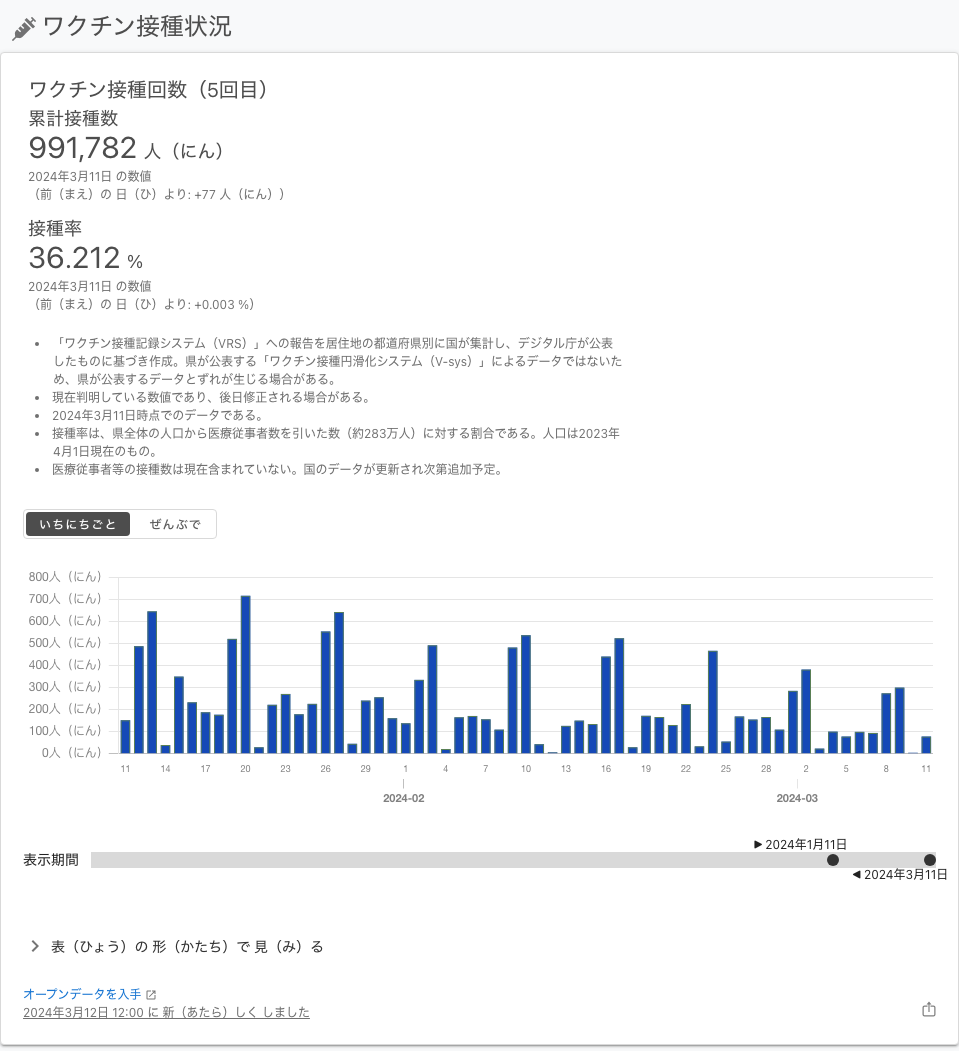 ワクチン接種状況
ワクチン接種回数（5回目）
累計接種数
991,782 人（にん）
2024年3月11日 の数値
（前（まえ）の 日（ひ）より: +77 人（にん））
接種率
36.212 %
2024年3月11日 の数値
（前（まえ）の 日（ひ）より: +0.003 %）
• 「ワクチン接種記録システム（VRS）」への報告を居住地の都道府県別に国が集計し、デジタル庁が公表
したものに基づき作成。県が公表する「ワクチン接種円滑化システム（V-sys）」によるデータではないた
め、県が公表するデータとずれが生じる場合がある。
• 現在判明している数値であり、後日修正される場合がある。
• 2024年3月11日時点でのデータである。
• 接種率は、県全体の人口から医療従事者数を引いた数（約283万人）に対する割合である。人口は2023年
4月1日現在のもの。
• 医療従事者等の接種数は現在含まれていない。国のデータが更新され次第追加予定。
いちにちごと ぜんぶで
800人（にん）
700人（にん）
600人（にん）
500人（にん）
400人（にん）
300人（にん）
200人（にん）
100人（にん）
0人（にん）
11 14 17 20 23 26 29 1 4 7 10 13 16 19 22 25 28 2 5 8 11
2024-02 2024-03
▶ 2024年1月11日
表示期間
◀ 2024年3月11日
表（ひょう）の 形（かたち）で 見（み）る
オープンデータを入手
2024年3月12日 12:00 に 新（あたら）しく しました